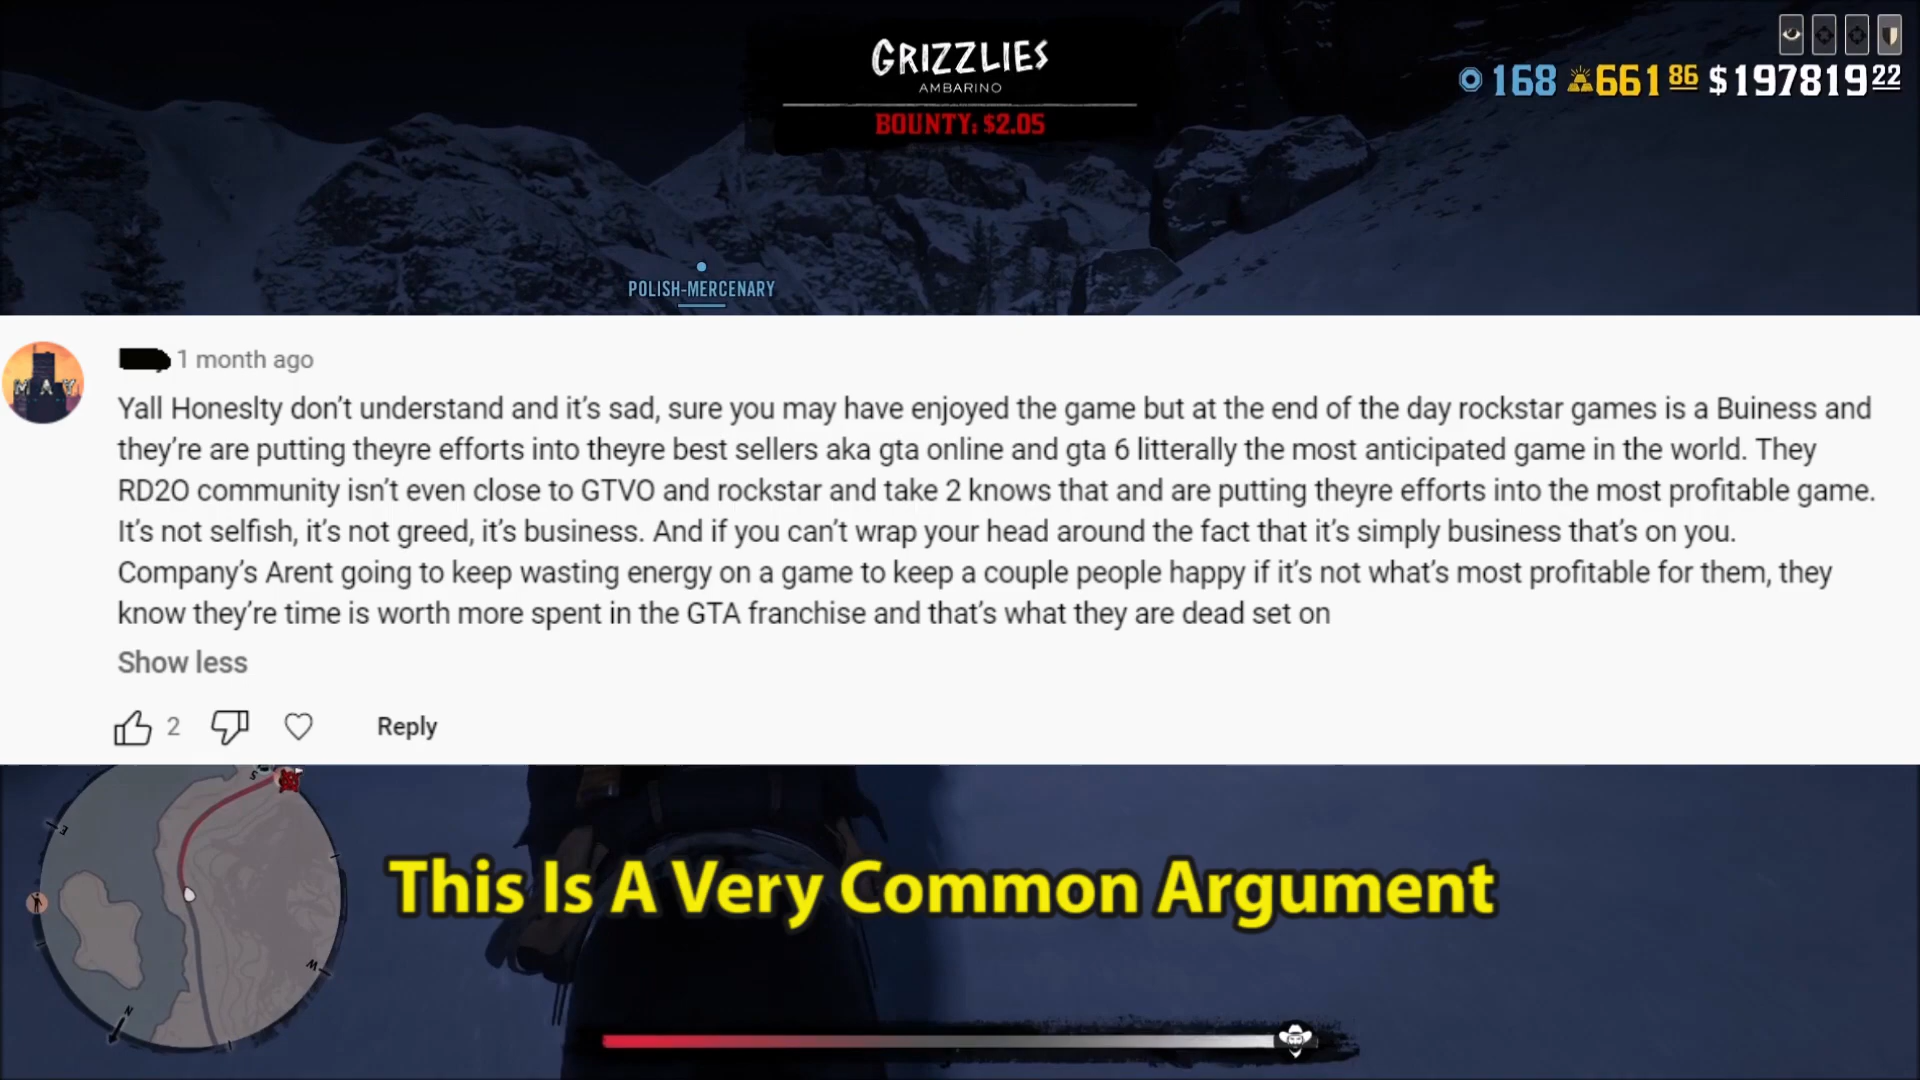 GRIZZLIES
AMBARINO
BOUNTY: $2.05
168 661 86 $197819 22
POLISH-MERCENARY
1 month ago
Yall Honeslty don't understand and it's sad, sure you may have enjoyed the game but at the end of the day rockstar games is a Buiness and
they're are putting theyre efforts into theyre best sellers aka gta online and gta 6 litterally the most anticipated game in the world. They
RD2O community isn't even close to GTVO and rockstar and take 2 knows that and are putting theyre efforts into the most profitable game.
It's not selfish, it's not greed, it's business. And if you can't wrap your head around the fact that it's simply business that's on you.
Company's Arent going to keep wasting energy on a game to keep a couple people happy if it's not what's most profitable for them, they
know they're time is worth more spent in the GTA franchise and that's what they are dead set on
Show less
2
Reply
MAY
S
E
W
N
This Is A Very Common Argument